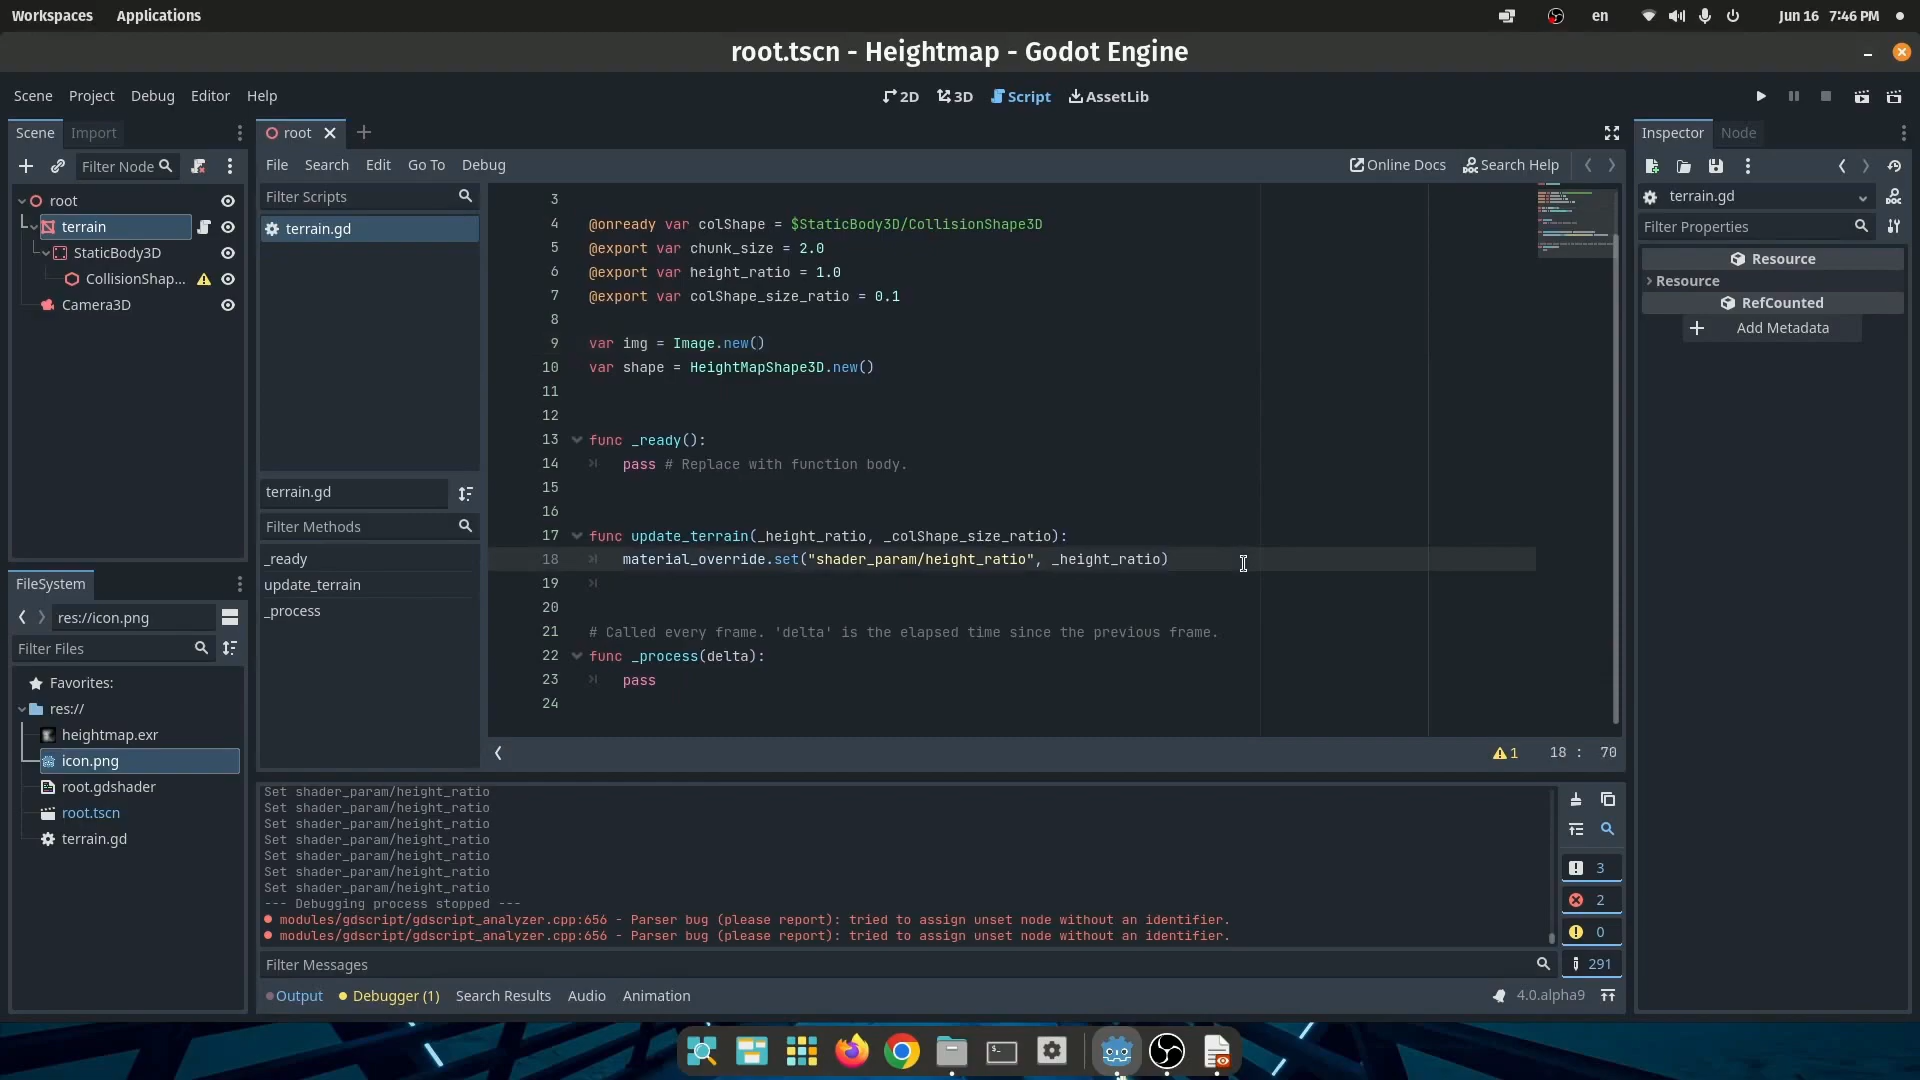 Workspaces Applications
en Jun 16 7:46 PM
root.tscn - Heightmap - Godot Engine
Scene Project Debug Editor Help
2D 3D Script AssetLib
Scene Import
root
Inspector Node
Filter Node
File Search Edit Go To Debug
Online Docs Search Help
root
terrain
StaticBody3D
CollisionShap...
Camera3D
Filter Scripts
terrain.gd
terrain.gd
Filter Methods
_ready
update_terrain
_process
3
4 @onready var colShape = $StaticBody3D/CollisionShape3D
5 @export var chunk_size = 2.0
6 @export var height_ratio = 1.0
7 @export var colShape_size_ratio = 0.1
8
9 var img = Image.new()
10 var shape = HeightMapShape3D.new()
11
12
13 func _ready():
14 pass # Replace with function body.
15
16
17 func update_terrain(_height_ratio, _colShape_size_ratio):
18 material_override.set("shader_param/height_ratio", _height_ratio)
19
20
21 # Called every frame. 'delta' is the elapsed time since the previous frame.
22 func _process(delta):
23 pass
24
1 18 : 70
terrain.gd
Filter Properties
Resource
Resource
RefCounted
Add Metadata
FileSystem
res://icon.png
Filter Files
Favorites:
res://
heightmap.exr
icon.png
root.gdshader
root.tscn
terrain.gd
Set shader_param/height_ratio
Set shader_param/height_ratio
Set shader_param/height_ratio
Set shader_param/height_ratio
Set shader_param/height_ratio
Set shader_param/height_ratio
Set shader_param/height_ratio
--- Debugging process stopped ---
modules/gdscript/gdscript_analyzer.cpp:656 - Parser bug (please report): tried to assign unset node without an identifier.
modules/gdscript/gdscript_analyzer.cpp:656 - Parser bug (please report): tried to assign unset node without an identifier.
3
2
0
291
Filter Messages
Output Debugger (1) Search Results Audio Animation
4.0.alpha9